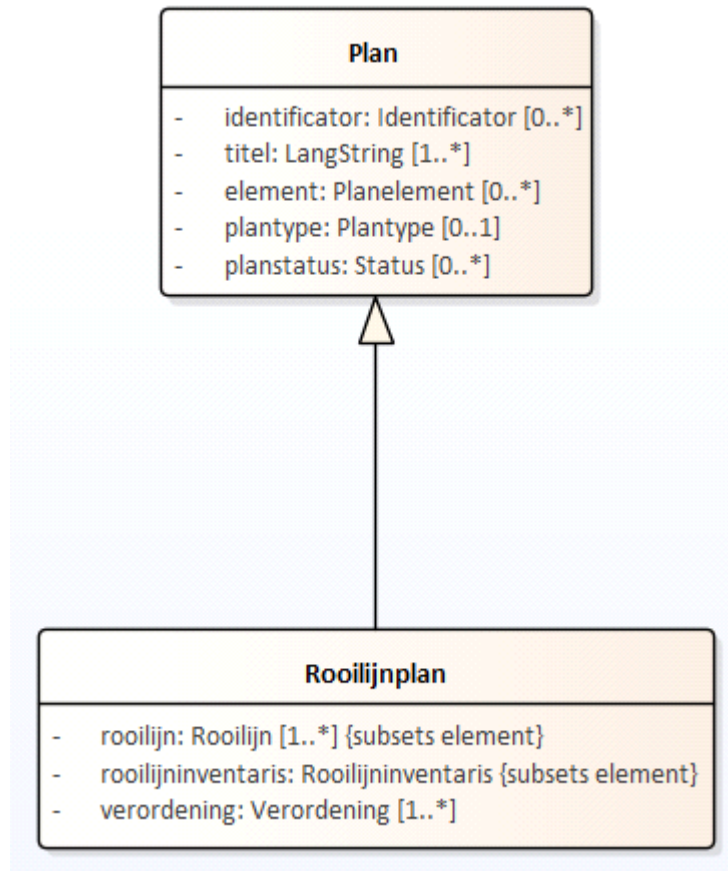 Plan
- identificator: Identificator [0..*]
- titel: LangString [1..*]
- element: Planelement [0..*]
- plantype: Plantype [0..1]
- planstatus: Status [0..*]
Rooilijnplan
- rooilijn: Rooilijn [1..*] {subsets element}
- rooilijninventaris: Rooilijninventaris {subsets element}
- verordening: Verordening [1..*]